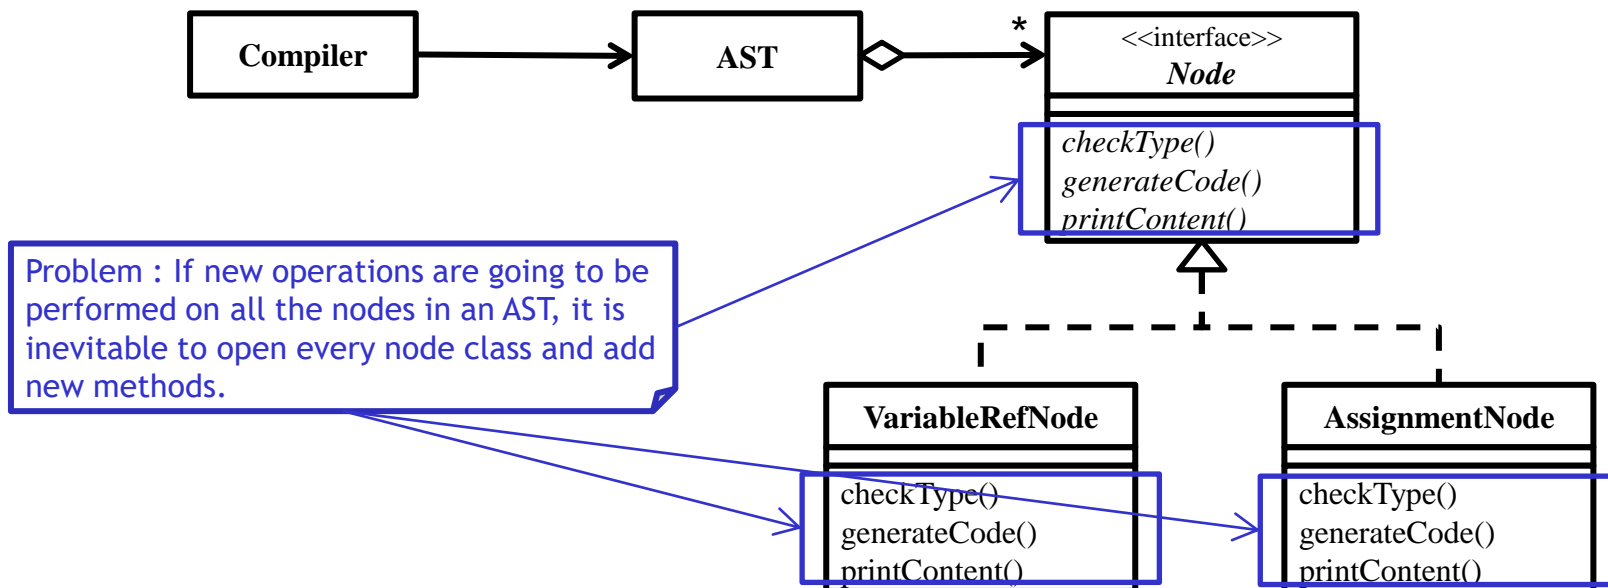 Compiler
AST
*
<<interface>>
Node
checkType()
generateCode()
printContent()
Problem : If new operations are going to be
performed on all the nodes in an AST, it is
inevitable to open every node class and add
new methods.
VariableRefNode
checkType()
generateCode()
printContent()
AssignmentNode
checkType()
generateCode()
printContent()